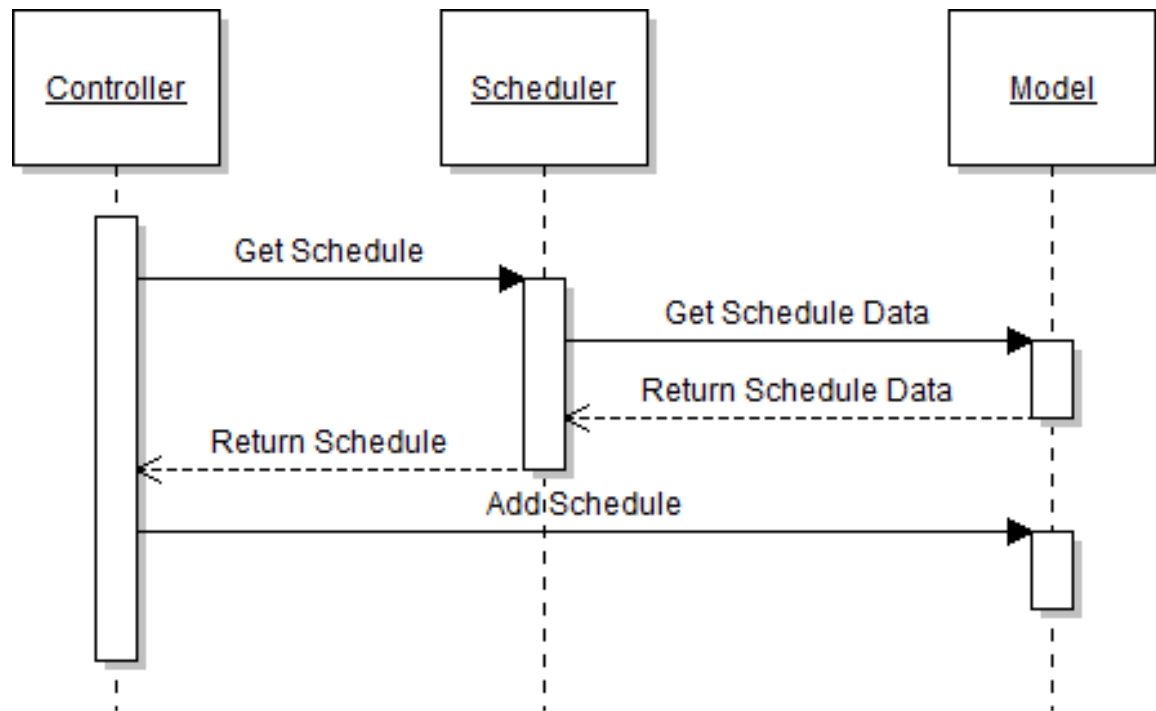 Controller
Scheduler
Model
Get Schedule
Get Schedule Data
Return Schedule Data
Return Schedule
Add Schedule